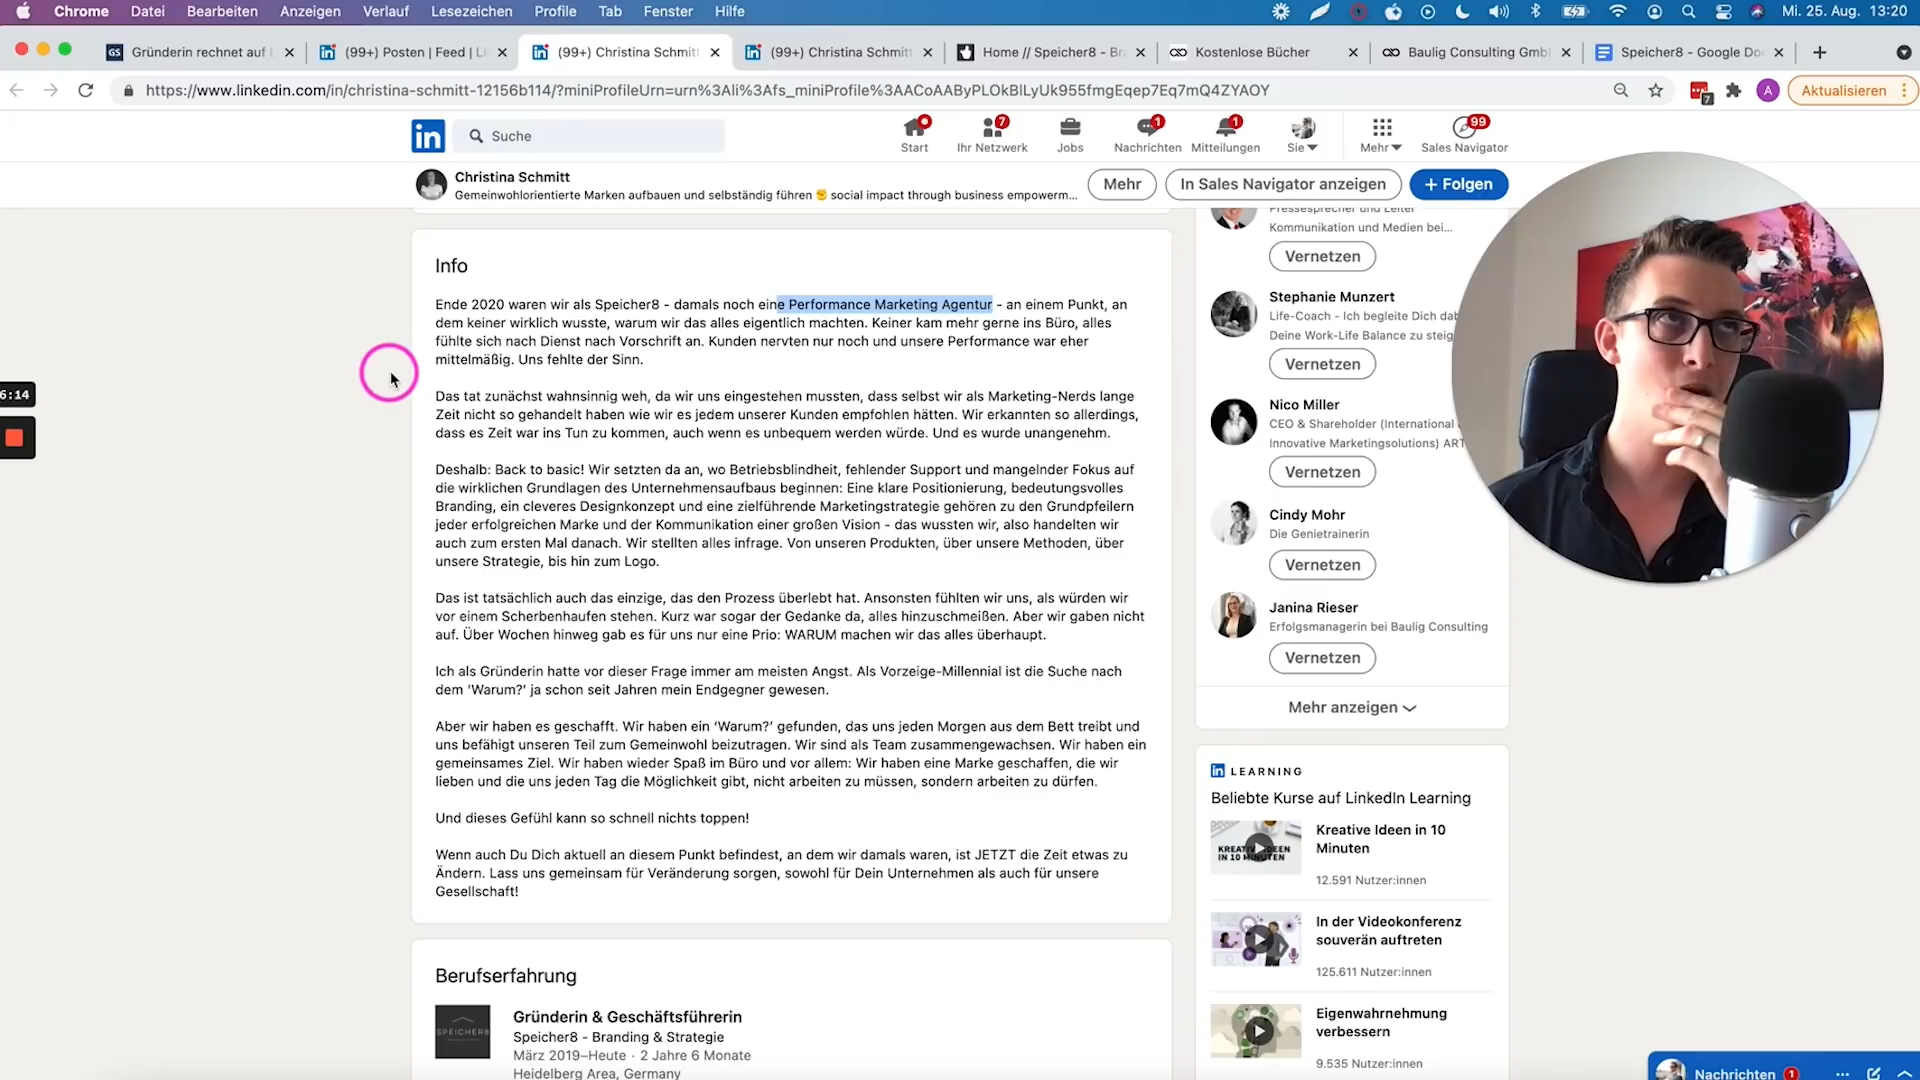 Chrome Datei Bearbeiten Anzeigen Verlauf Lesezeichen Profile Tab Fenster Hilfe
Mi. 25. Aug. 13:20
GS Gründerin rechnet auf
(99+) Posten | Feed | Li
(99+) Christina Schmitt
(99+) Christina Schmitt
Home // Speicher8 - Bra
Kostenlose Bücher
Baulig Consulting Gmb
Speicher8 - Google Do
https://www.linkedin.com/in/christina-schmitt-12156b114/?miniProfileUrn=urn%3Ali%3Afs_miniProfile%3AACoAAByPLOkBlLyUk955fmgEqep7Eq7mQ4ZYAOY
7
A
Aktualisieren
in
Suche
Start
7
Ihr Netzwerk
Jobs
1
Nachrichten
1
Mitteilungen
Sie
Mehr
99
Sales Navigator
Christina Schmitt
Gemeinwohlorientierte Marken aufbauen und selbständig führen ✊ social impact through business empowerm...
Mehr
In Sales Navigator anzeigen
+ Folgen
Info
Ende 2020 waren wir als Speicher8 - damals noch eine Performance Marketing Agentur - an einem Punkt, an
dem keiner wirklich wusste, warum wir das alles eigentlich machten. Keiner kam mehr gerne ins Büro, alles
fühlte sich nach Dienst nach Vorschrift an. Kunden nervten nur noch und unsere Performance war eher
mittelmäßig. Uns fehlte der Sinn.
Das tat zunächst wahnsinnig weh, da wir uns eingestehen mussten, dass selbst wir als Marketing-Nerds lange
Zeit nicht so gehandelt haben wie wir es jedem unserer Kunden empfohlen hätten. Wir erkannten so allerdings,
dass es Zeit war ins Tun zu kommen, auch wenn es unbequem werden würde. Und es wurde unangenehm.
Deshalb: Back to basic! Wir setzten da an, wo Betriebsblindheit, fehlender Support und mangelnder Fokus auf
die wirklichen Grundlagen des Unternehmensaufbaus beginnen: Eine klare Positionierung, bedeutungsvolles
Branding, ein cleveres Designkonzept und eine zielführende Marketingstrategie gehören zu den Grundpfeilern
jeder erfolgreichen Marke und der Kommunikation einer großen Vision - das wussten wir, also handelten wir
auch zum ersten Mal danach. Wir stellten alles infrage. Von unseren Produkten, über unsere Methoden, über
unsere Strategie, bis hin zum Logo.
Das ist tatsächlich auch das einzige, das den Prozess überlebt hat. Ansonsten fühlten wir uns, als würden wir
vor einem Scherbenhaufen stehen. Kurz war sogar der Gedanke da, alles hinzuschmeißen. Aber wir gaben nicht
auf. Über Wochen hinweg gab es für uns nur eine Prio: WARUM machen wir das alles überhaupt.
Ich als Gründerin hatte vor dieser Frage immer am meisten Angst. Als Vorzeige-Millennial ist die Suche nach
dem ‘Warum?’ ja schon seit Jahren mein Endgegner gewesen.
Aber wir haben es geschafft. Wir haben ein ‘Warum?’ gefunden, das uns jeden Morgen aus dem Bett treibt und
uns befähigt unseren Teil zum Gemeinwohl beizutragen. Wir sind als Team zusammengewachsen. Wir haben ein
gemeinsames Ziel. Wir haben wieder Spaß im Büro und vor allem: Wir haben eine Marke geschaffen, die wir
lieben und die uns jeden Tag die Möglichkeit gibt, nicht arbeiten zu müssen, sondern arbeiten zu dürfen.
Und dieses Gefühl kann so schnell nichts toppen!
Wenn auch Du Dich aktuell an diesem Punkt befindest, an dem wir damals waren, ist JETZT die Zeit etwas zu
Ändern. Lass uns gemeinsam für Veränderung sorgen, sowohl für Dein Unternehmen als auch für unsere
Gesellschaft!
Berufserfahrung
SPEICHER8
Gründerin & Geschäftsführerin
Speicher8 - Branding & Strategie
März 2019–Heute · 2 Jahre 6 Monate
Heidelberg Area, Germany
6:14
Pressesprecher und Leiter
Kommunikation und Medien bei...
Vernetzen
Stephanie Munzert
Life-Coach - Ich begleite Dich dab
Deine Work-Life Balance zu steig
Vernetzen
Nico Miller
CEO & Shareholder (International
Innovative Marketingsolutions) ART
Vernetzen
Cindy Mohr
Die Genietrainerin
Vernetzen
Janina Rieser
Erfolgsmanagerin bei Baulig Consulting
Vernetzen
Mehr anzeigen
in LEARNING
Beliebte Kurse auf LinkedIn Learning
Kreative Ideen in 10
Minuten
12.591 Nutzer:innen
In der Videokonferenz
souverän auftreten
125.611 Nutzer:innen
Eigenwahrnehmung
verbessern
9.535 Nutzer:innen
Nachrichten 1